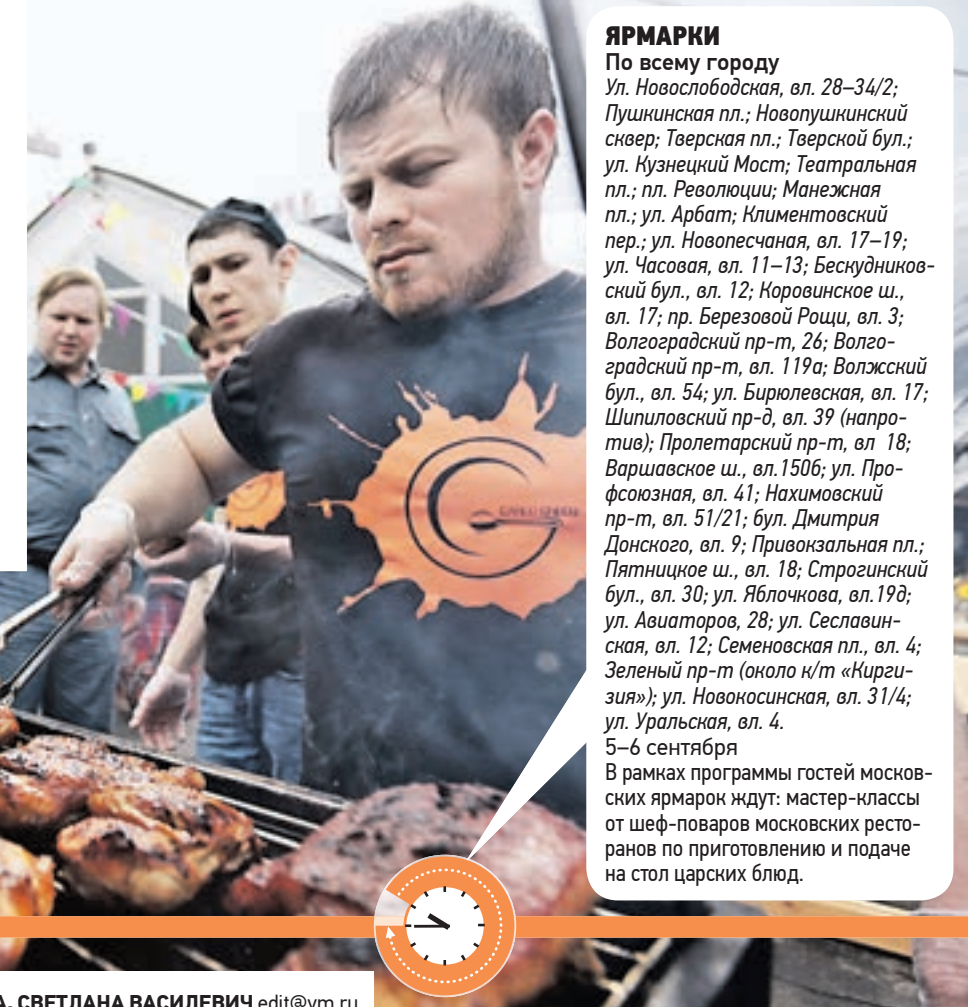 ЯРМАРКИ
По всему городу
Ул. Новослободская, вл. 28–34/2;
Пушкинская пл.; Новопушкинский
сквер; Тверская пл.; Тверской бул.;
ул. Кузнецкий Мост; Театральная
пл.; пл. Революции; Манежная
пл.; ул. Арбат; Климентовский
пер.; ул. Новопесчаная, вл. 17–19;
ул. Часовая, вл. 11–13; Бескудников-
ский бул., вл. 12; Коровинское ш.,
вл. 17; пр. Березовой Рощи, вл. 3;
Волгоградский пр-т, 26; Волго-
градский пр-т, вл. 119а; Волжский
бул., вл. 54; ул. Бирюлевская, вл. 17;
Шипиловский пр-д, вл. 39 (напро-
тив); Пролетарский пр-т, вл 18;
Варшавское ш., вл.150б; ул. Про-
фсоюзная, вл. 41; Нахимовский
пр-т, вл. 51/21; бул. Дмитрия
Донского, вл. 9; Привокзальная пл.;
Пятницкое ш., вл. 18; Строгинский
бул., вл. 30; ул. Яблочкова, вл.19д;
ул. Авиаторов, 28; ул. Сеславин-
ская, вл. 12; Семеновская пл., вл. 4;
Зеленый пр-т (около к/т «Кирги-
зия»); ул. Новокосинская, вл. 31/4;
ул. Уральская, вл. 4.
5–6 сентября
В рамках программы гостей москов-
ских ярмарок ждут: мастер-классы
от шеф-поваров московских ресто-
ранов по приготовлению и подаче
на стол царских блюд.
А, СВЕТЛАНА ВАСИЛЕВИЧ edit@vm.ru